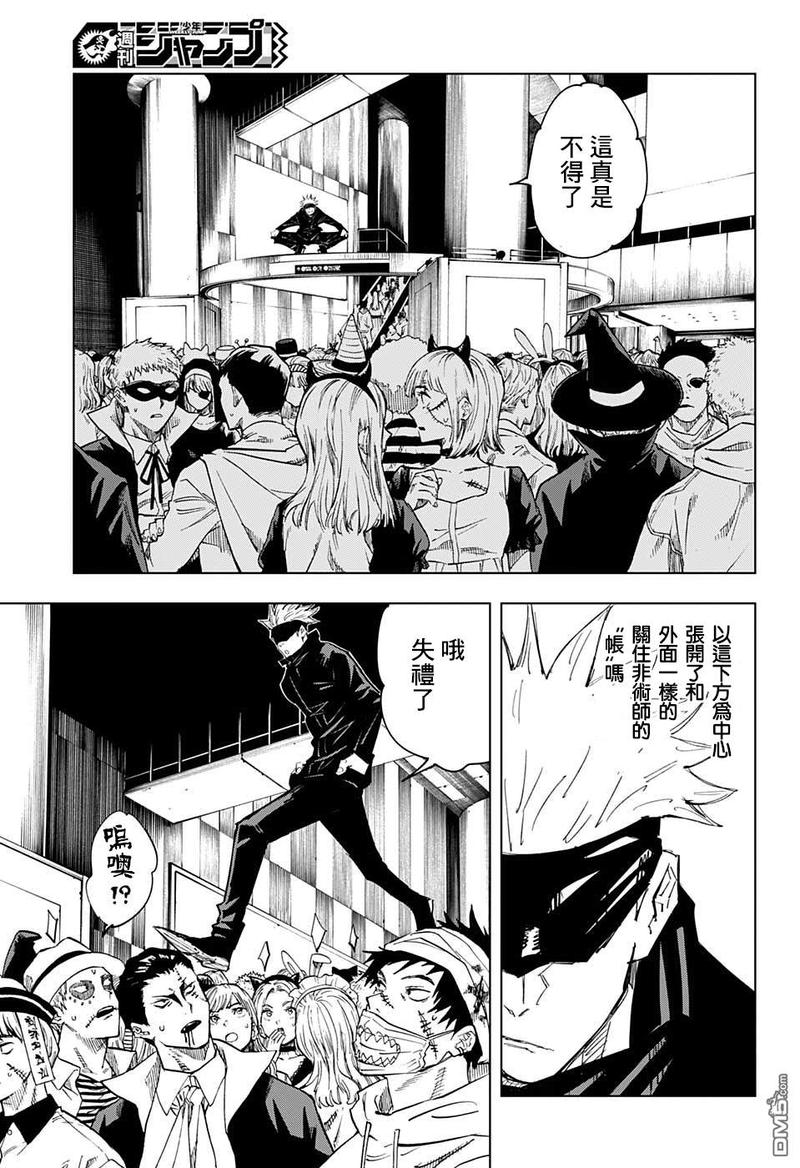 週刊
少年
ジャンプ
這真是
不得了
以這下方為中心
張開了和
外面一樣的
關住非術師的
“帳”嗎
哦
失禮了
嗚噢!?
DM5.com